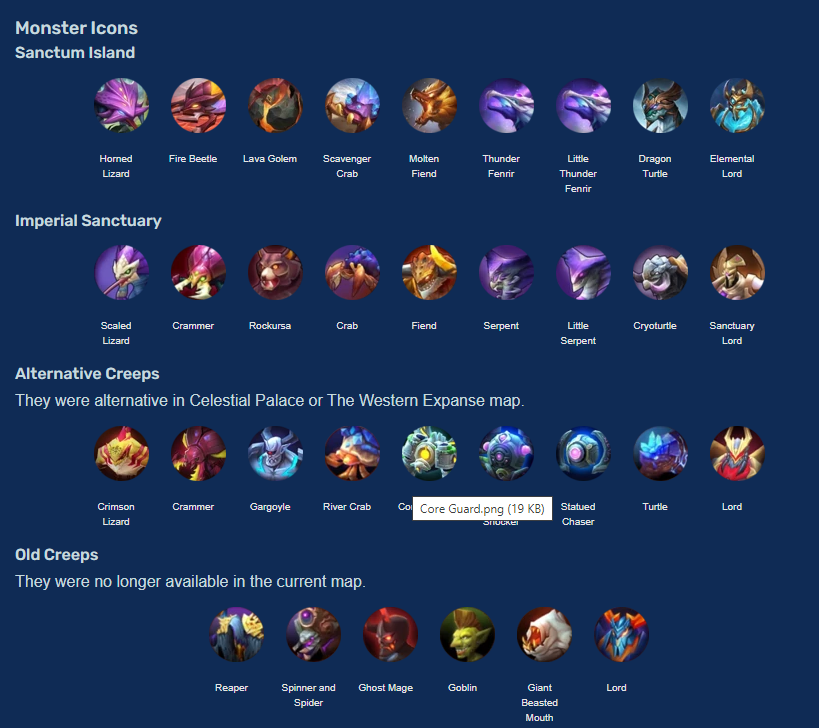 Monster Icons
Sanctum Island
Horned Fire Beetle Lava Golem Scavenger Molten Thunder Little Dragon Elemental
Lizard Crab Fiend Fenrir Thunder Turtle Lord
Fenrir
Imperial Sanctuary
Scaled Crammer Rockursa Crab Fiend Serpent Little Cryoturtle Sanctuary
Lizard Serpent Lord
Alternative Creeps
They were alternative in Celestial Palace or The Western Expanse map.
Crimson Crammer Gargoyle River Crab Statued Turtle Lord
Lizard Core Guard.png (19 KB) Chaser
Old Creeps
They were no longer available in the current map.
Reaper Spinner and Ghost Mage Goblin Giant Lord
Spider Beasted
Mouth